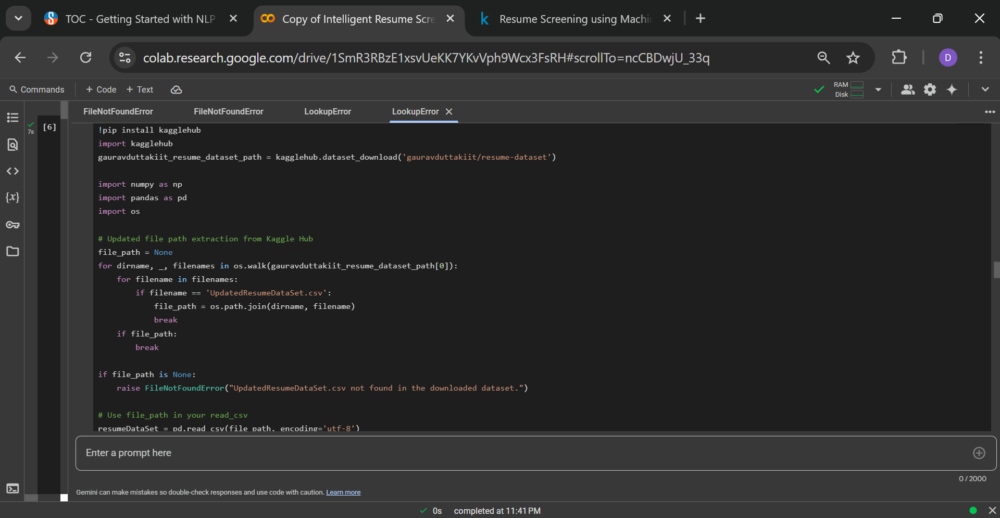 TOC - Getting Started with NLP
Copy of Intelligent Resume Scre
Resume Screening using Machi
colab.research.google.com/drive/1SmR3RBzE1xsvUeKK7YKvVph9Wcx3FsRH#scrollTo=ncCBDwjU_33q
D
Commands
+ Code
+ Text
RAM
Disk
FileNotFoundError
FileNotFoundError
LookupError
LookupError
7s
[6]
!pip install kagglehub
import kagglehub
gauravduttakiit_resume_dataset_path = kagglehub.dataset_download('gauravduttakiit/resume-dataset')
import numpy as np
import pandas as pd
import os
# Updated file path extraction from Kaggle Hub
file_path = None
for dirname, _, filenames in os.walk(gauravduttakiit_resume_dataset_path[0]):
    for filename in filenames:
        if filename == 'UpdatedResumeDataSet.csv':
            file_path = os.path.join(dirname, filename)
            break
    if file_path:
        break
if file_path is None:
    raise FileNotFoundError("UpdatedResumeDataSet.csv not found in the downloaded dataset.")
# Use file_path in your read_csv
resumeDataSet = pd.read_csv(file_path, encoding='utf-8')
Enter a prompt here
0 / 2000
Gemini can make mistakes so double-check responses and use code with caution. Learn more
0s completed at 11:41 PM